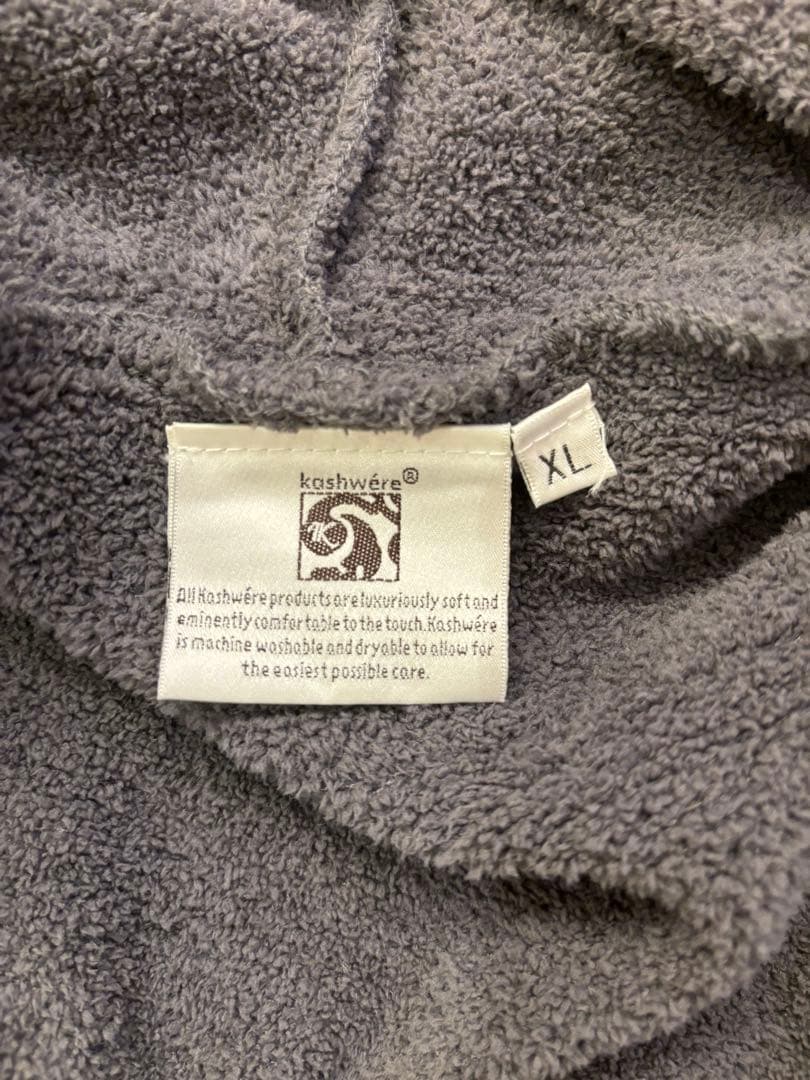 kashwére®
K
XL
All Kashwére products are luxuriously soft and
eminently comfortable to the touch. Kashwére
is machine washable and dryable to allow for
the easiest possible care.